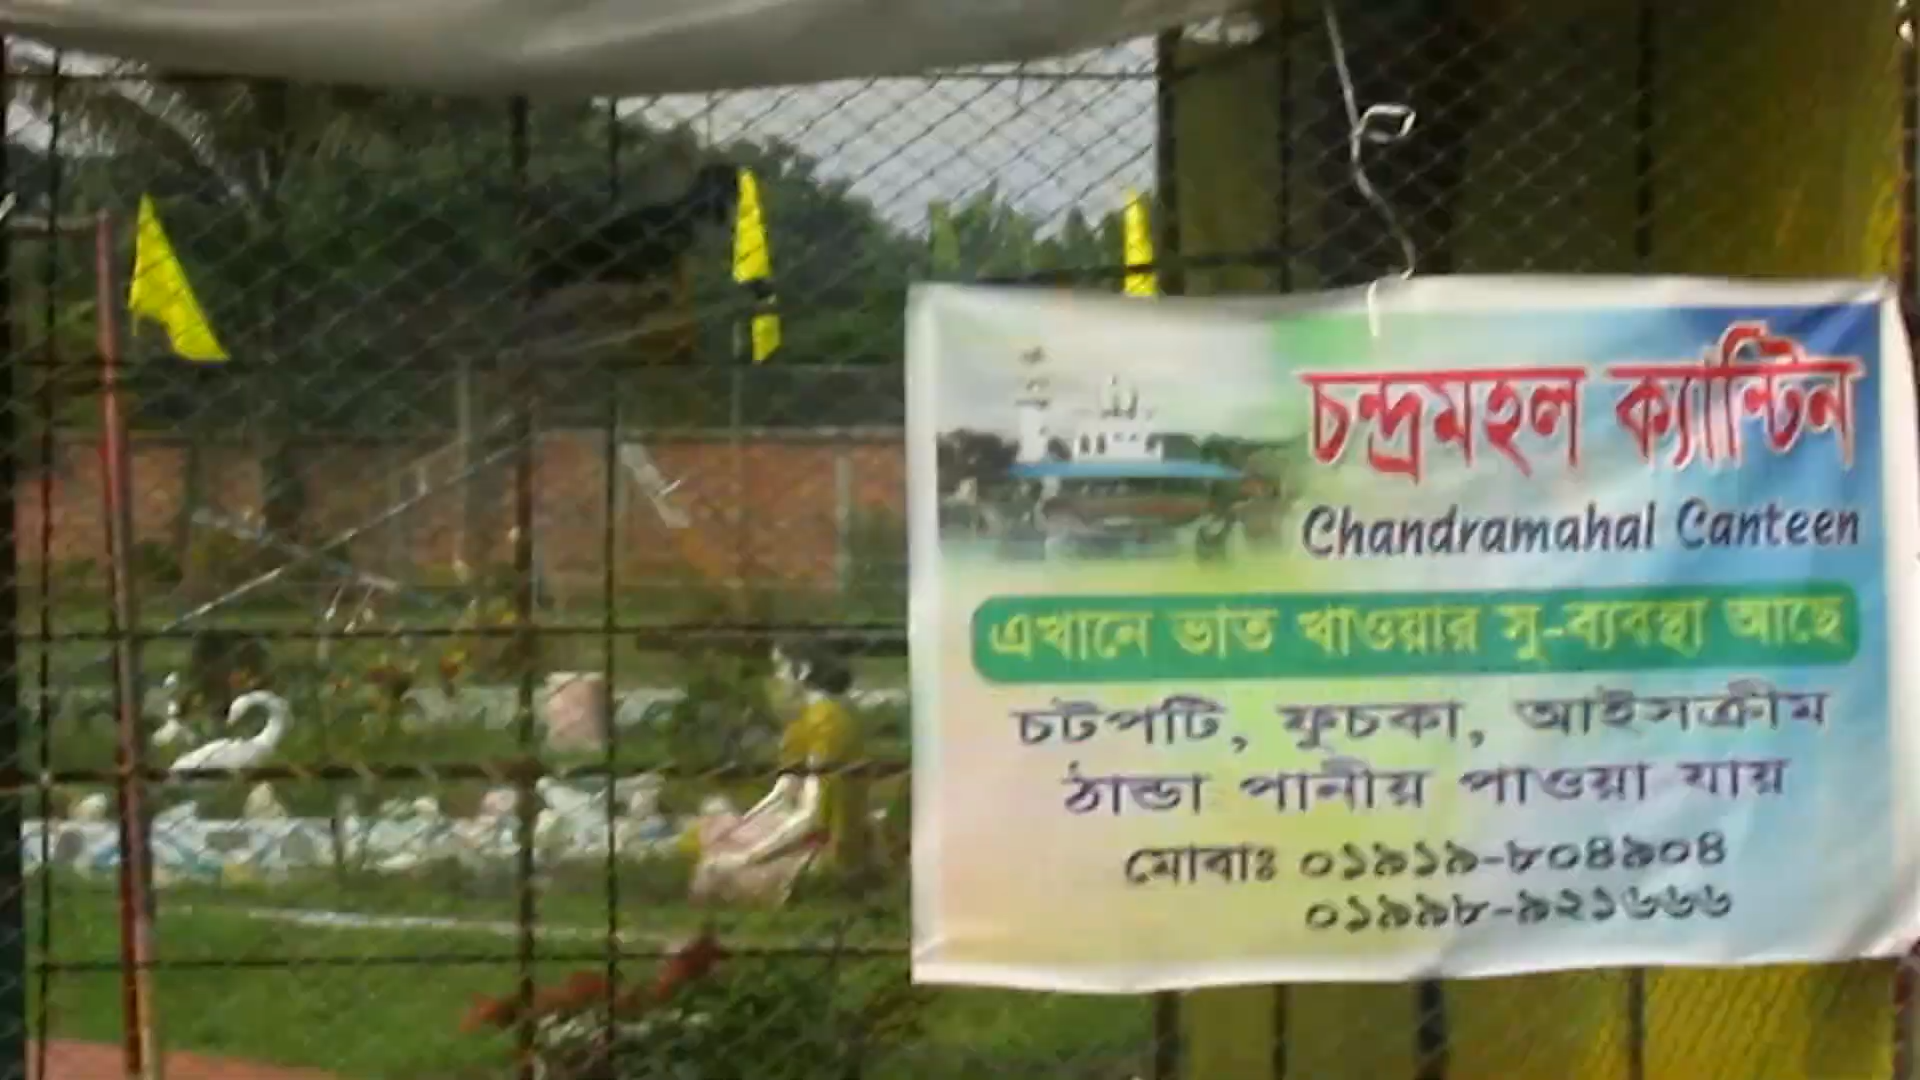 চন্দ্রমহল ক্যান্টিন
Chandramahal Canteen
এখানে ভাত খাওয়ার সু-ব্যবস্থা আছে
চটপটি, ফুচকা, আইসক্রীম
ঠান্ডা পানীয় পাওয়া যায়
মোবাঃ ০১৯১৯-৮০৪৯০৪
০১৯৯৮-৯২১৬৬৬